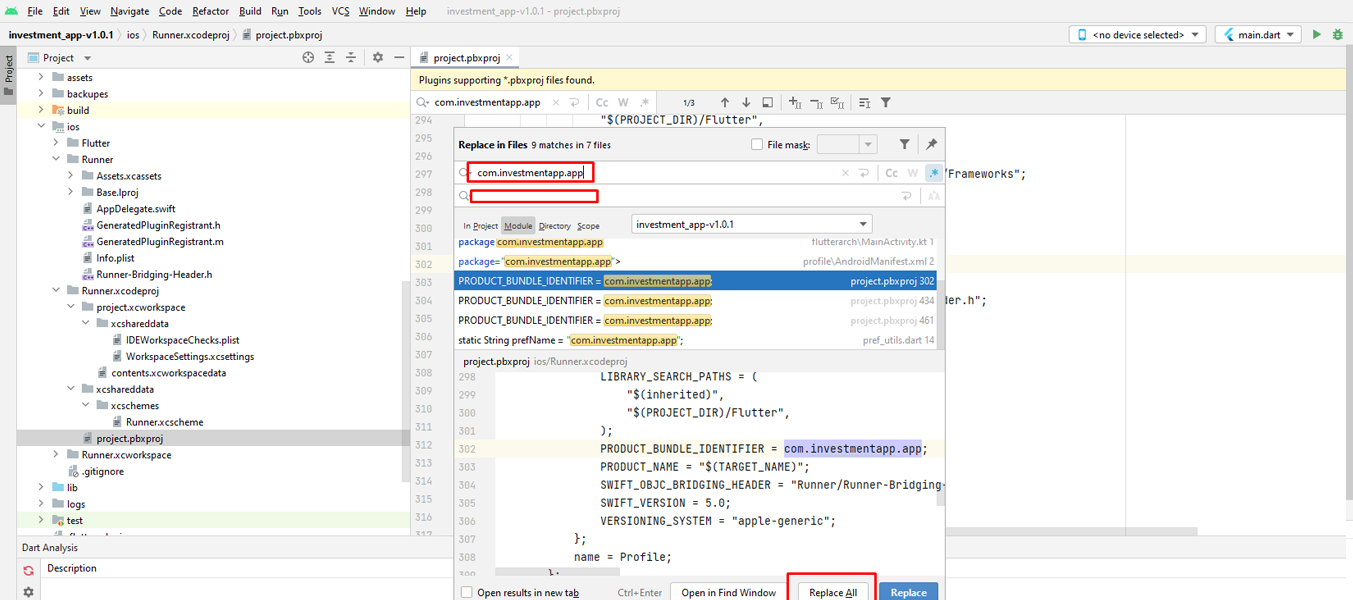 File Edit View Navigate Code Refactor Build Run Tools VCS Window Help investment_app-v1.0.1 - project.pbxproj
investment_app-v1.0.1 ios Runner.xcodeproj project.pbxproj <no device selected> main.dart
Project
Project
project.pbxproj
assets
backupes
build
ios
Flutter
Runner
Assets.xcassets
Base.lproj
AppDelegate.swift
GeneratedPluginRegistrant.h
GeneratedPluginRegistrant.m
Info.plist
Runner-Bridging-Header.h
Runner.xcodeproj
project.xcworkspace
xcshareddata
IDEWorkspaceChecks.plist
WorkspaceSettings.xcsettings
contents.xcworkspacedata
xcshareddata
xcschemes
Runner.xcscheme
project.pbxproj
Runner.xcworkspace
.gitignore
lib
logs
test
Dart Analysis
Description
Plugins supporting *.pbxproj files found.
com.investmentapp.app Cc W .* 1/3
294 "$(PROJECT_DIR)/Flutter",
295
296
297 /Frameworks";
298
299
300
301
302
303
304 der.h";
305
306
307
308
309
310
311
312
313
314
315
316
317
Replace in Files 9 matches in 7 files File mask:
com.investmentapp.app Cc W .*
In Project Module Directory Scope investment_app-v1.0.1
package com.investmentapp.app flutterarch\MainActivity.kt 1
package="com.investmentapp.app"> profile\AndroidManifest.xml 2
PRODUCT_BUNDLE_IDENTIFIER = com.investmentapp.app; project.pbxproj 302
PRODUCT_BUNDLE_IDENTIFIER = com.investmentapp.app; project.pbxproj 434
PRODUCT_BUNDLE_IDENTIFIER = com.investmentapp.app; project.pbxproj 461
static String prefName = "com.investmentapp.app"; pref_utils.dart 14
project.pbxproj ios/Runner.xcodeproj
298 LIBRARY_SEARCH_PATHS = (
299 "$(inherited)",
300 "$(PROJECT_DIR)/Flutter",
301 );
302 PRODUCT_BUNDLE_IDENTIFIER = com.investmentapp.app;
303 PRODUCT_NAME = "$(TARGET_NAME)";
304 SWIFT_OBJC_BRIDGING_HEADER = "Runner/Runner-Bridging-
305 SWIFT_VERSION = 5.0;
306 VERSIONING_SYSTEM = "apple-generic";
307 };
308 name = Profile;
309 };
Open results in new tab Ctrl+Enter Open in Find Window Replace All Replace